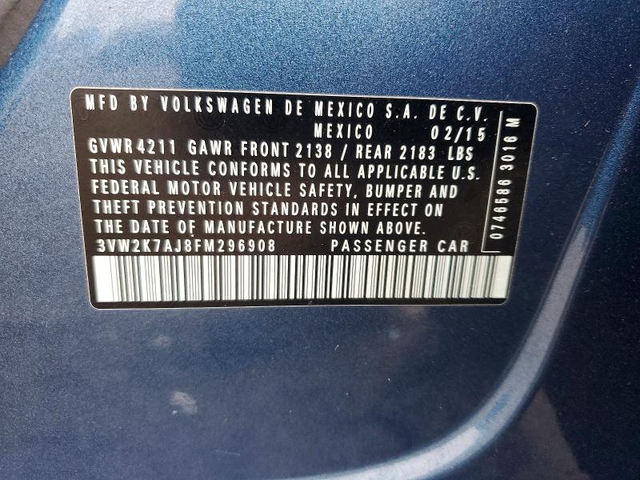 MFD BY VOLKSWAGEN DE MEXICO S.A. DE C.V.
MEXICO 02/15
GVWR 4211 GAWR FRONT 2138 / REAR 2183 LBS
THIS VEHICLE CONFORMS TO ALL APPLICABLE U.S.
FEDERAL MOTOR VEHICLE SAFETY, BUMPER AND
THEFT PREVENTION STANDARDS IN EFFECT ON
THE DATE OF MANUFACTURE SHOWN ABOVE.
3VW2K7AJ8FM296908 PASSENGER CAR
0746586 3016 M